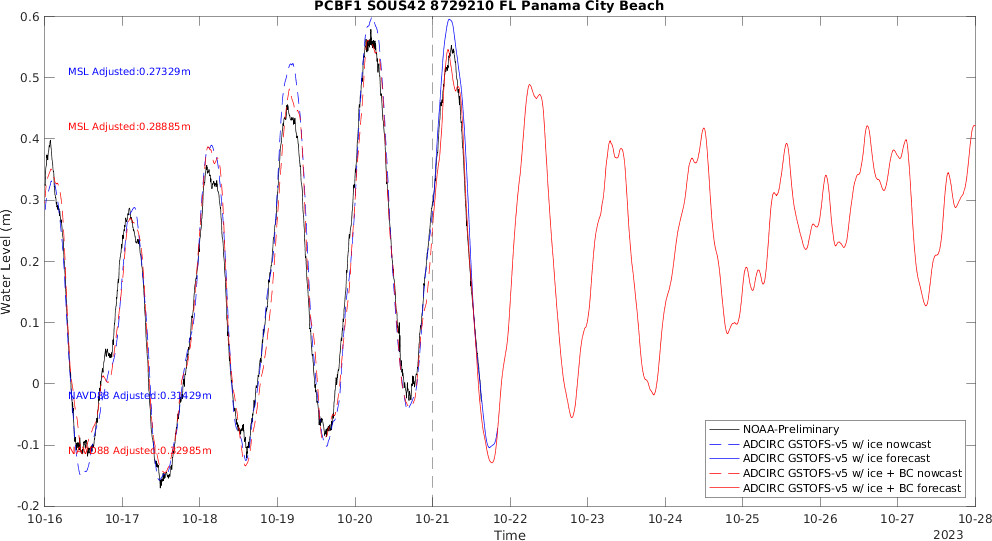 PCBF1 SOUS42 8729210 FL Panama City Beach
0.6
0.5
0.4
0.3
0.2
0.1
0
-0.1
-0.2
Water Level (m)
MSL Adjusted:0.27329m
MSL Adjusted:0.28885m
NAVD88 Adjusted:0.31429m
NAVD88 Adjusted:0.32985m
NOAA-Preliminary
ADCIRC GSTOFS-v5 w/ ice nowcast
ADCIRC GSTOFS-v5 w/ ice forecast
ADCIRC GSTOFS-v5 w/ ice + BC nowcast
ADCIRC GSTOFS-v5 w/ ice + BC forecast
10-16 10-17 10-18 10-19 10-20 10-21 10-22 10-23 10-24 10-25 10-26 10-27 10-28
Time
2023